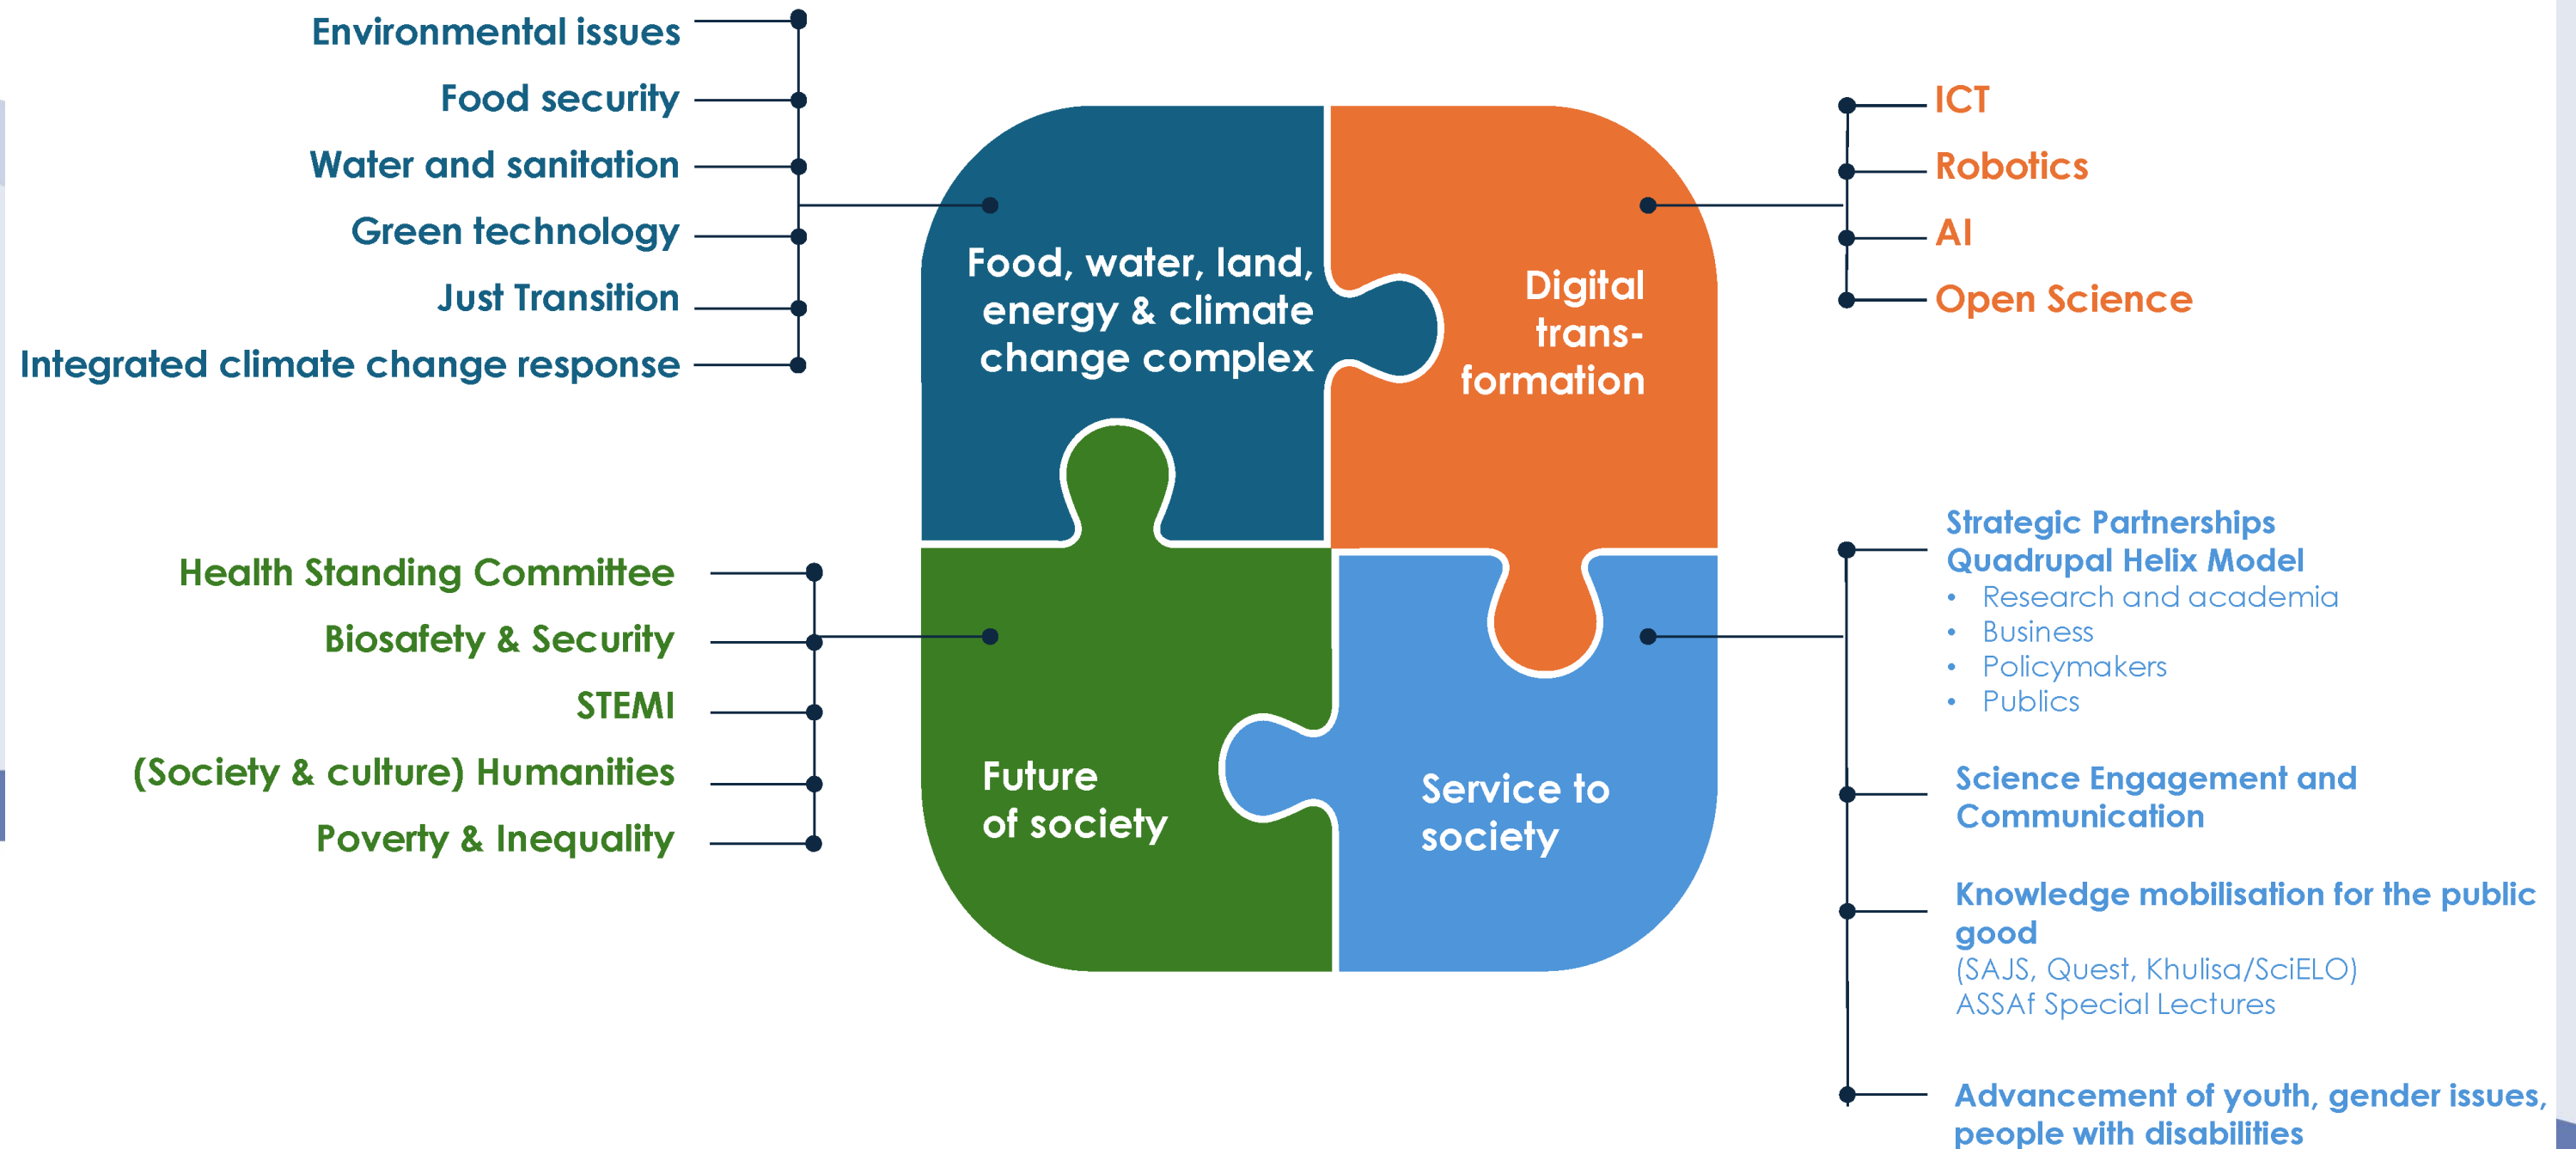 Environmental issues
Food security
Water and sanitation
Green technology
Just Transition
Integrated climate change response
Food, water, land,
energy & climate
change complex
Digital
trans-
formation
ICT
Robotics
AI
Open Science
Health Standing Committee
Biosafety & Security
STEMI
(Society & culture) Humanities
Poverty & Inequality
Future
of society
Service to
society
Strategic Partnerships
Quadrupal Helix Model
• Research and academia
• Business
• Policymakers
• Publics
Science Engagement and
Communication
Knowledge mobilisation for the public
good
(SAJS, Quest, Khulisa/SciELO)
ASSAf Special Lectures
Advancement of youth, gender issues,
people with disabilities